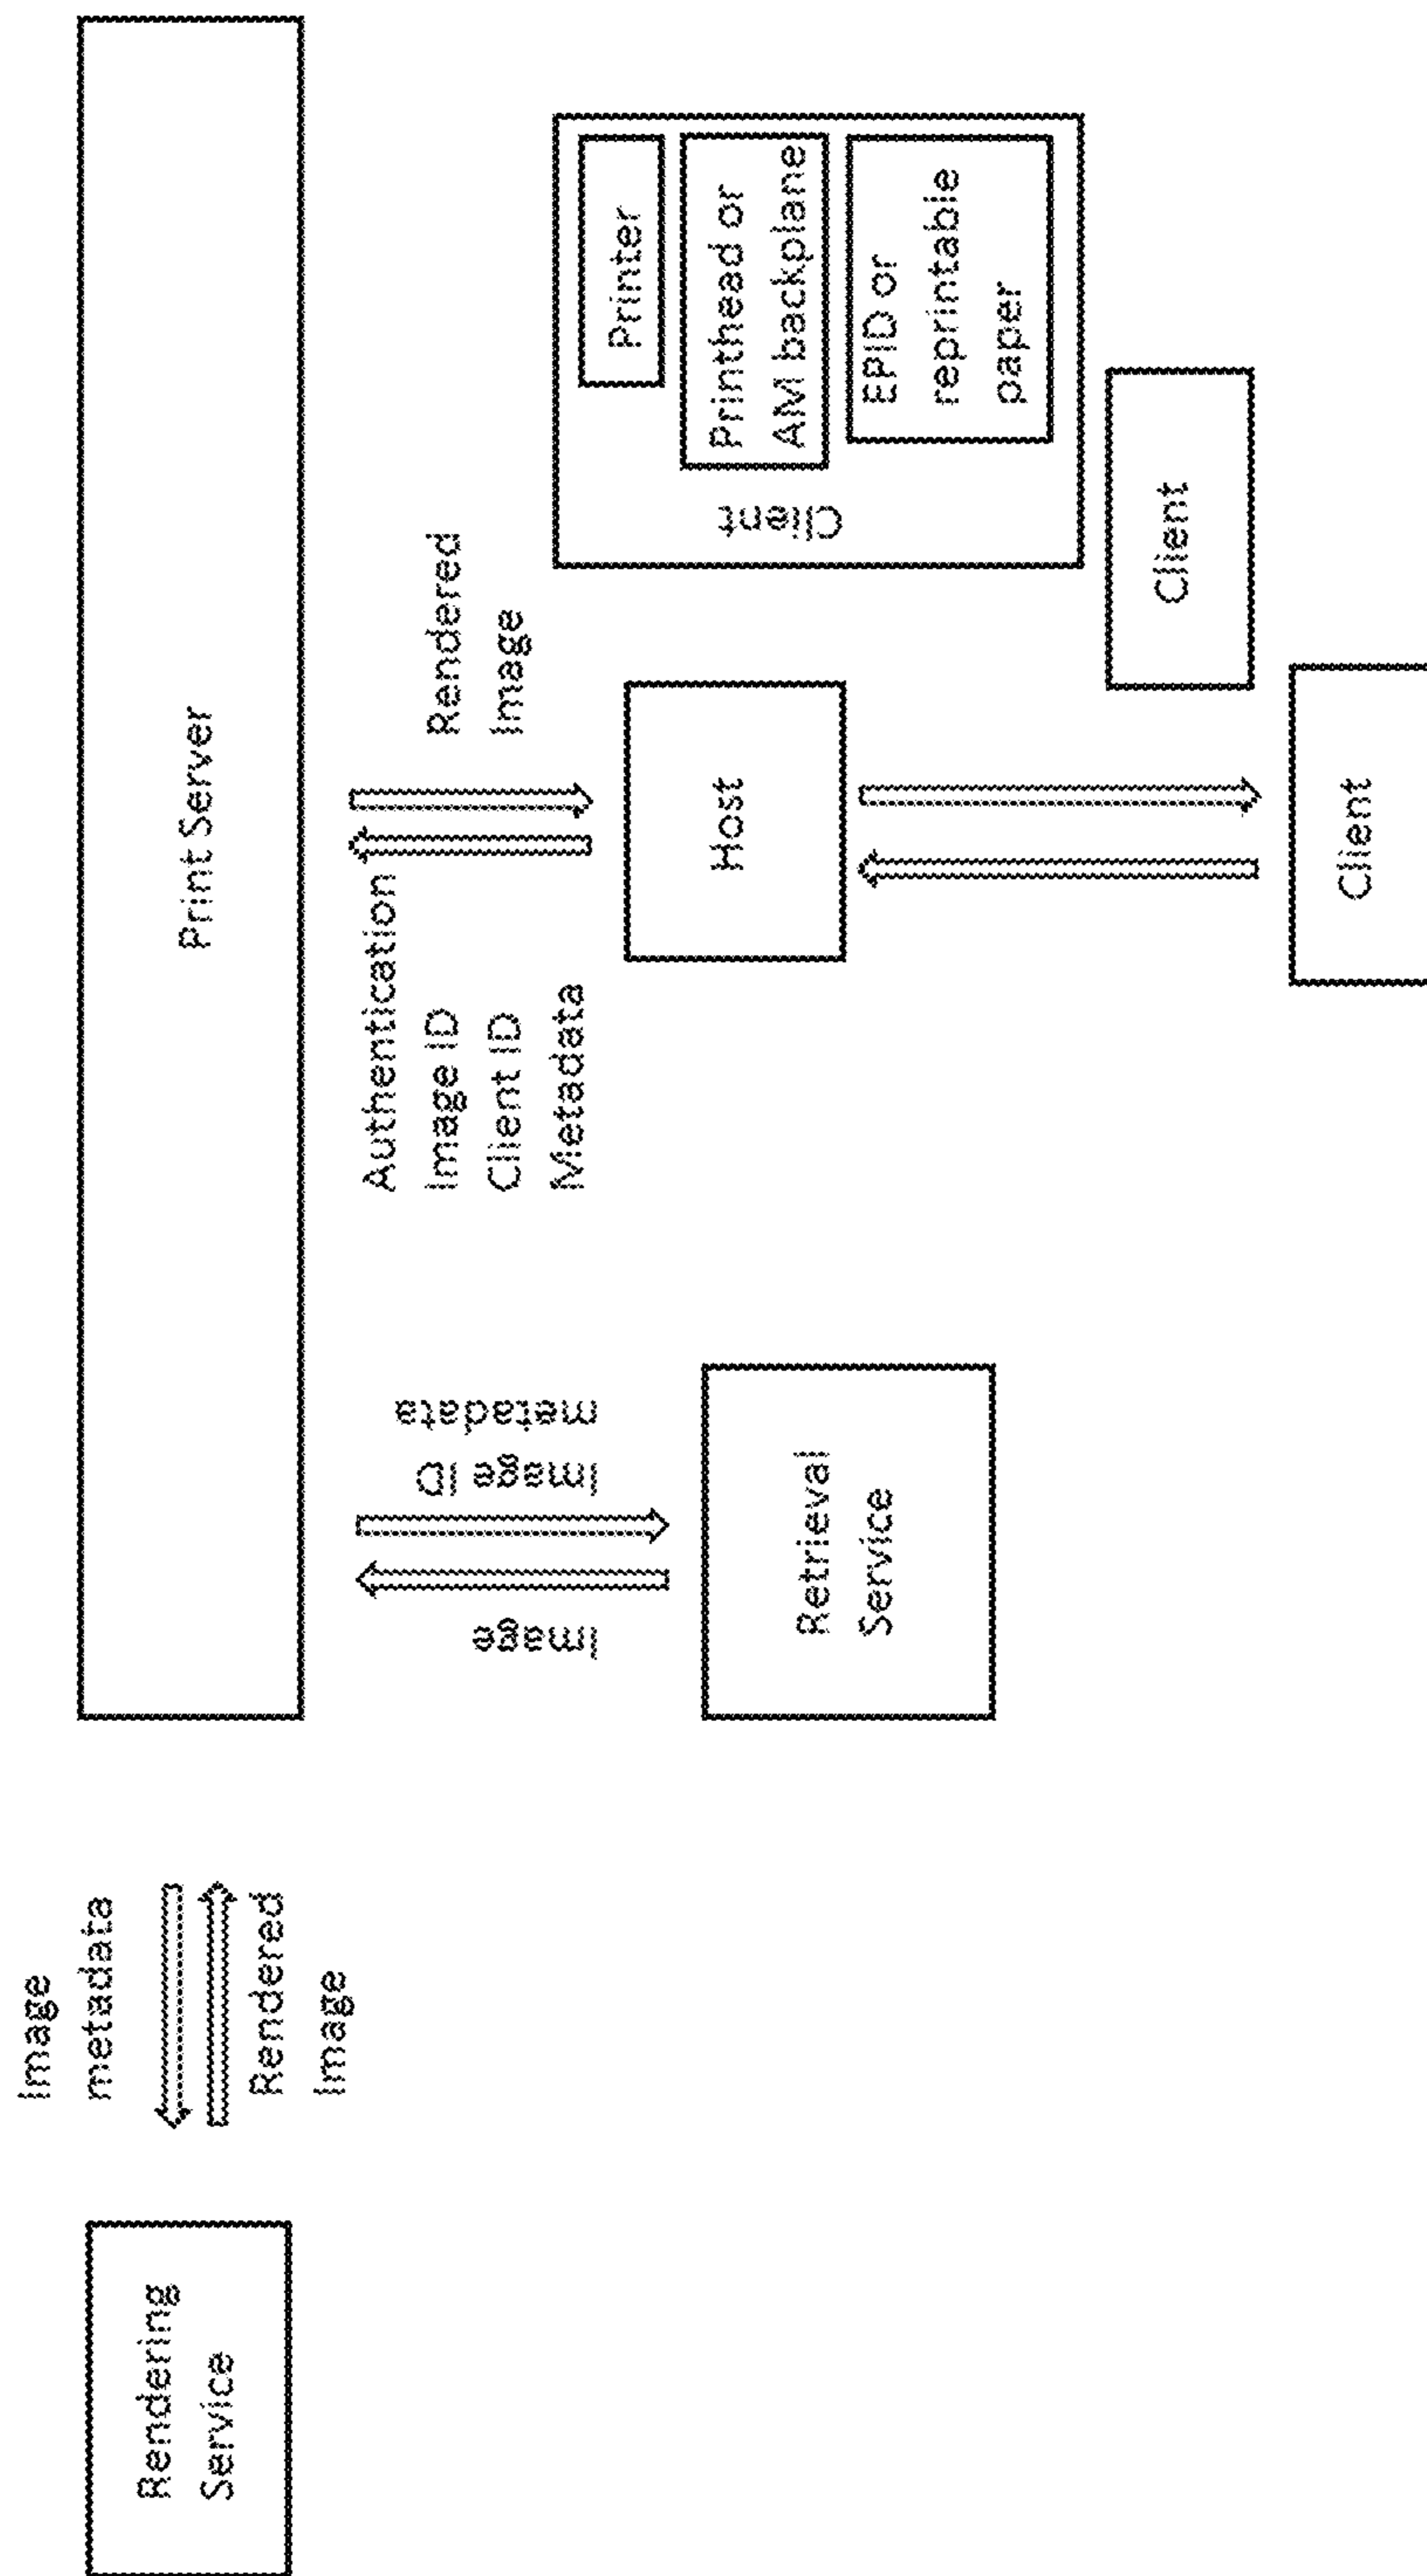 Rendering
Service
Image
metadata
Rendered
Image
Print Server
image
image ID
metadata
Retrieval
Service
Authentication
Image ID
Client ID
Metadata
Rendered
Image
Host
Client
Printer
Printhead or
AM backplane
EPID or
reprintable
paper
Client
Client